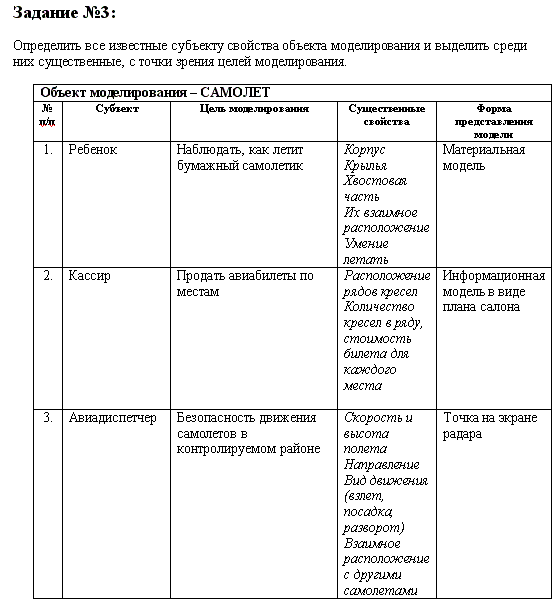 Задание №3:
Определить все известные субъекту свойства объекта моделирования и выделить среди
них существенные, с точки зрения целей моделирования.
Объект моделирования – САМОЛЕТ
№ п/п
Субъект
Цель моделирования
Существенные
свойства
Форма
представления
модели
1.
Ребенок
Наблюдать, как летит
бумажный самолетик
Корпус
Крылья
Хвостовая
часть
Их взаимное
расположение
Умение
летать
Материальная
модель
2.
Кассир
Продать авиабилеты по
местам
Расположение
рядов кресел
Количество
кресел в ряду,
стоимость
билета для
каждого
места
Информационная
модель в виде
плана салона
3.
Авиадиспетчер
Безопасность движения
самолетов в
контролируемом районе
Скорость и
высота
полета
Направление
Вид движения
(взлет,
посадка,
разворот)
Взаимное
расположение
с другими
самолетами
Точка на экране
радара